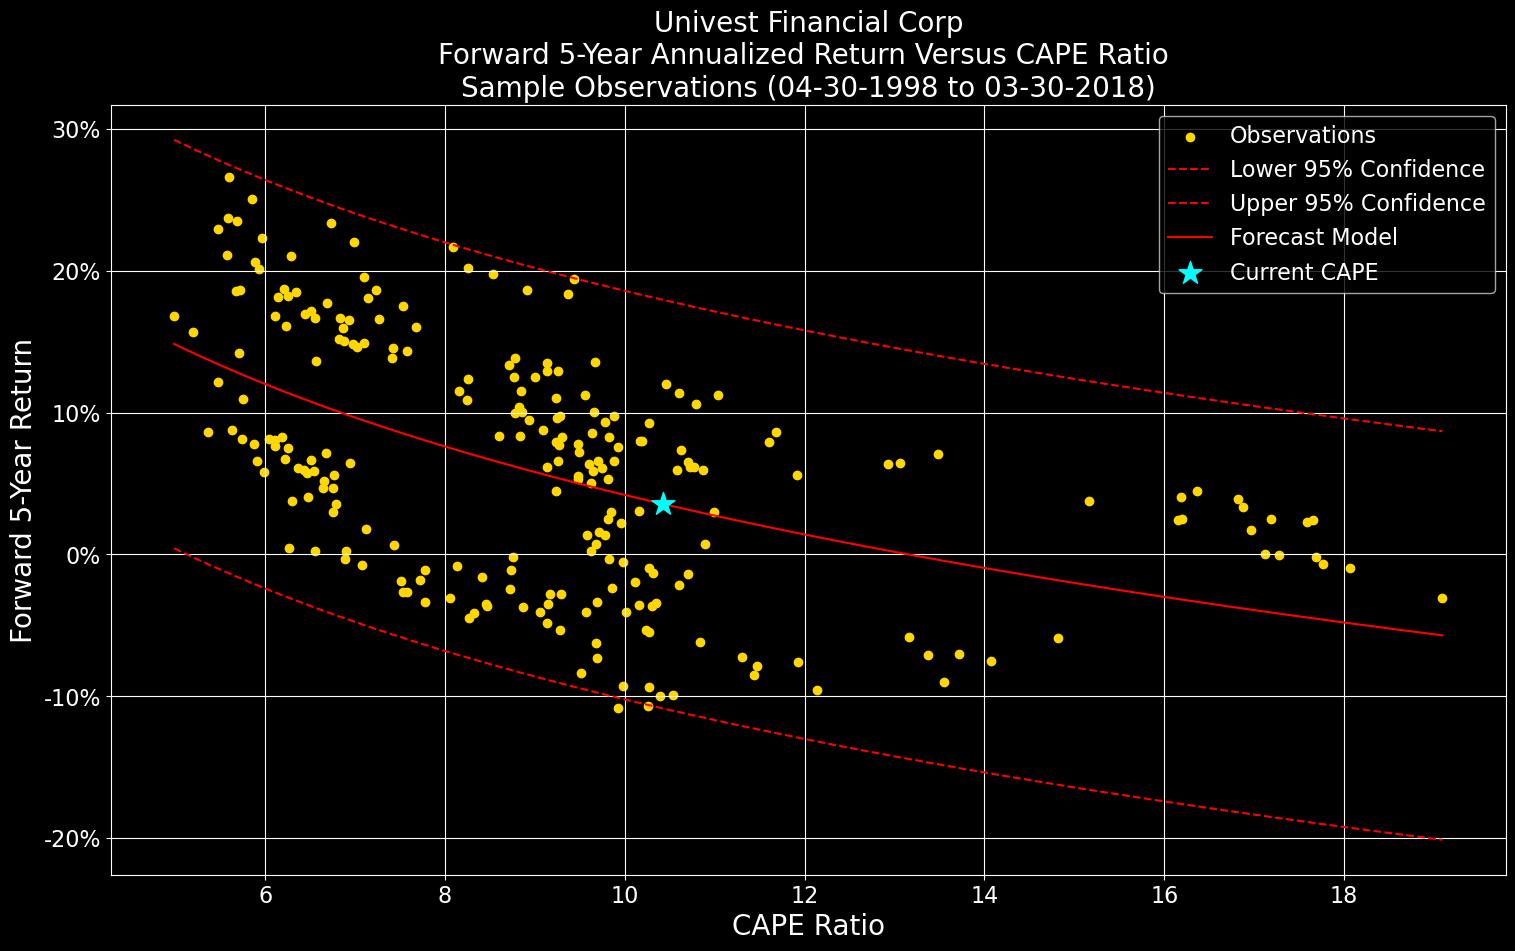 Univest Financial Corp
Forward 5-Year Annualized Return Versus CAPE Ratio
Sample Observations (04-30-1998 to 03-30-2018)
Observations
Lower 95% Confidence
Upper 95% Confidence
Forecast Model
Current CAPE
Forward 5-Year Return
30%
20%
10%
0%
-10%
-20%
6 8 10 12 14 16 18
CAPE Ratio